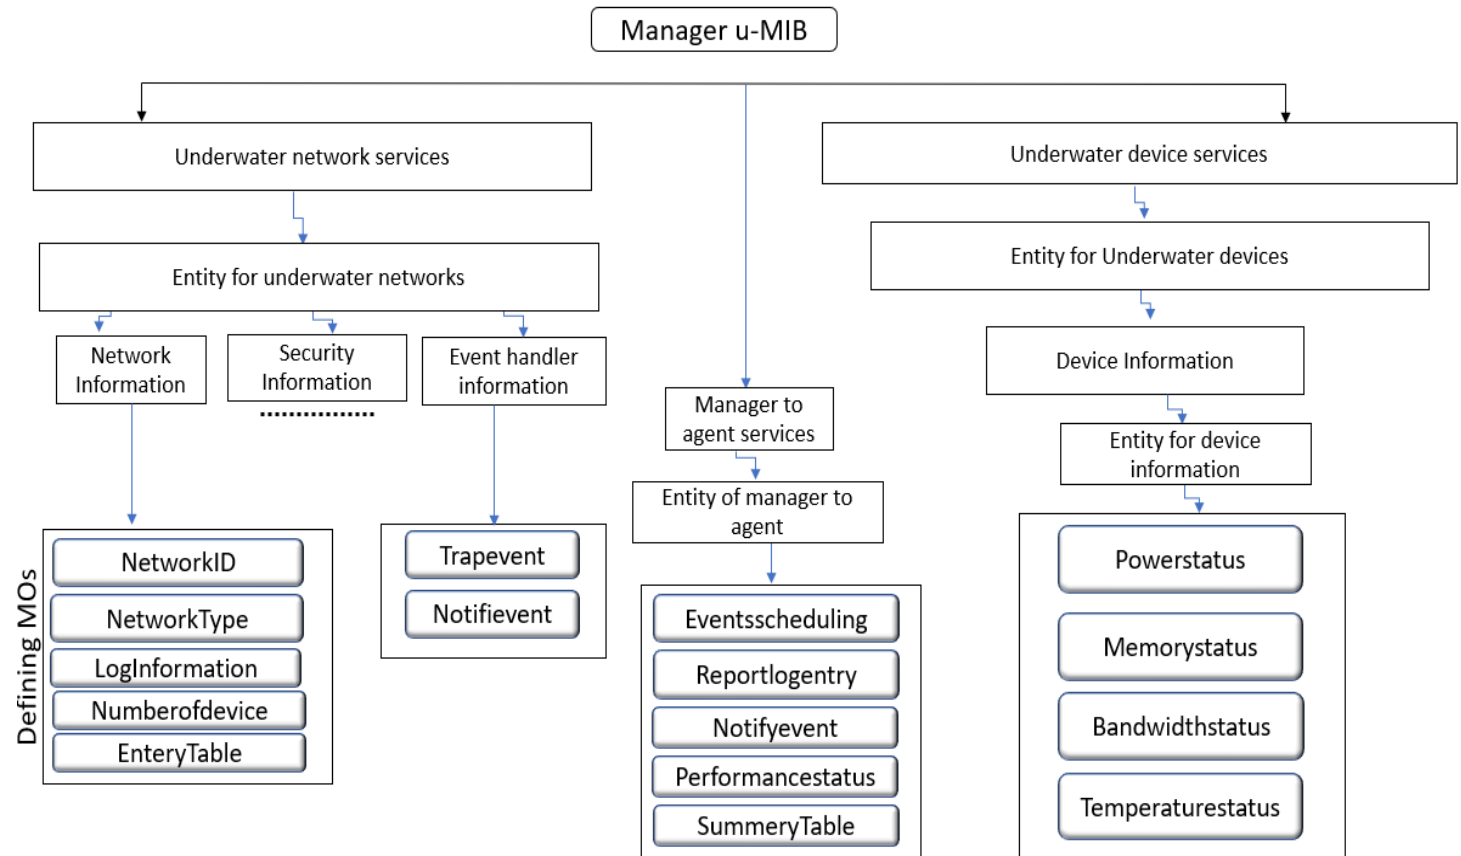 Manager u-MIB
Underwater network services
Underwater device services
Entity for underwater networks
Entity for Underwater devices
Network
Information
Security
Information
Event handler
information
Device Information
Manager to
agent services
Entity for device
information
Entity of manager to
agent
Defining MOs
NetworkID
NetworkType
LogInformation
Numberofdevice
EnteryTable
Trapevent
Notifievent
Eventsscheduling
Reportlogentry
Notifyevent
Performancestatus
SummeryTable
Powerstatus
Memorystatus
Bandwidthstatus
Temperaturestatus